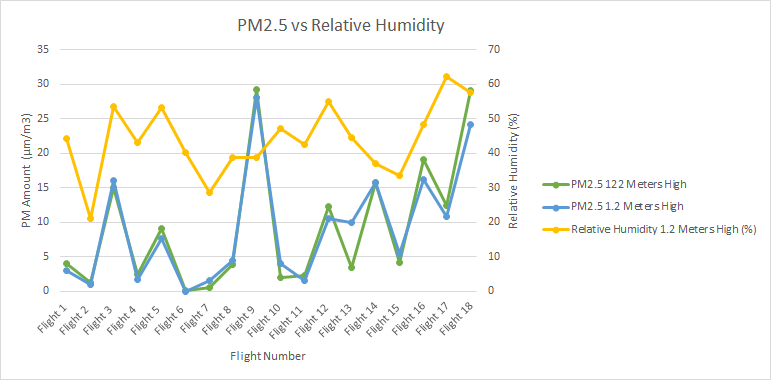 PM2.5 vs Relative Humidity
35
30
25
20
15
10
5
0
70
60
50
40
30
20
10
0
PM Amount (µm/m3)
Relative Humidity (%)
Flight 1
Flight 2
Flight 3
Flight 4
Flight 5
Flight 6
Flight 7
Flight 8
Flight 9
Flight 10
Flight 11
Flight 12
Flight 13
Flight 14
Flight 15
Flight 16
Flight 17
Flight 18
Flight Number
PM2.5 122 Meters High
PM2.5 1.2 Meters High
Relative Humidity 1.2 Meters High (%)